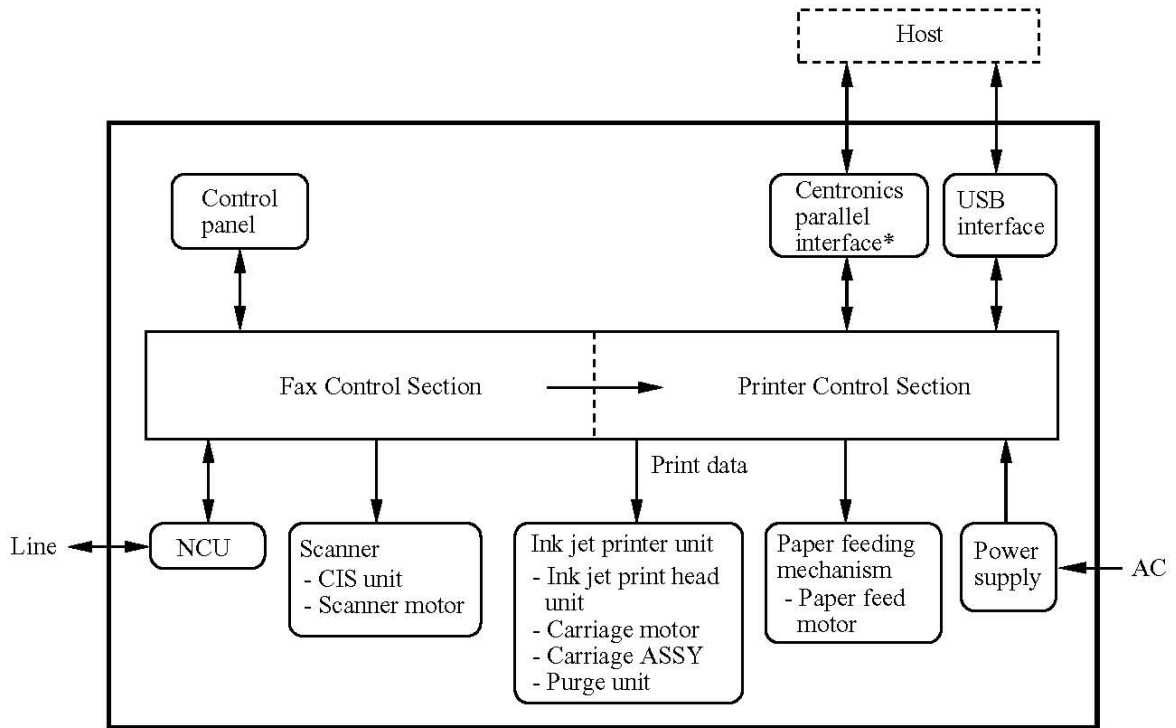 Host
Control
panel
Centronics
parallel
interface*
USB
interface
Fax Control Section
Printer Control Section
Print data
Line
NCU
Scanner
- CIS unit
- Scanner motor
Ink jet printer unit
- Ink jet print head
unit
- Carriage motor
- Carriage ASSY
- Purge unit
Paper feeding
mechanism
- Paper feed
motor
Power
supply
AC